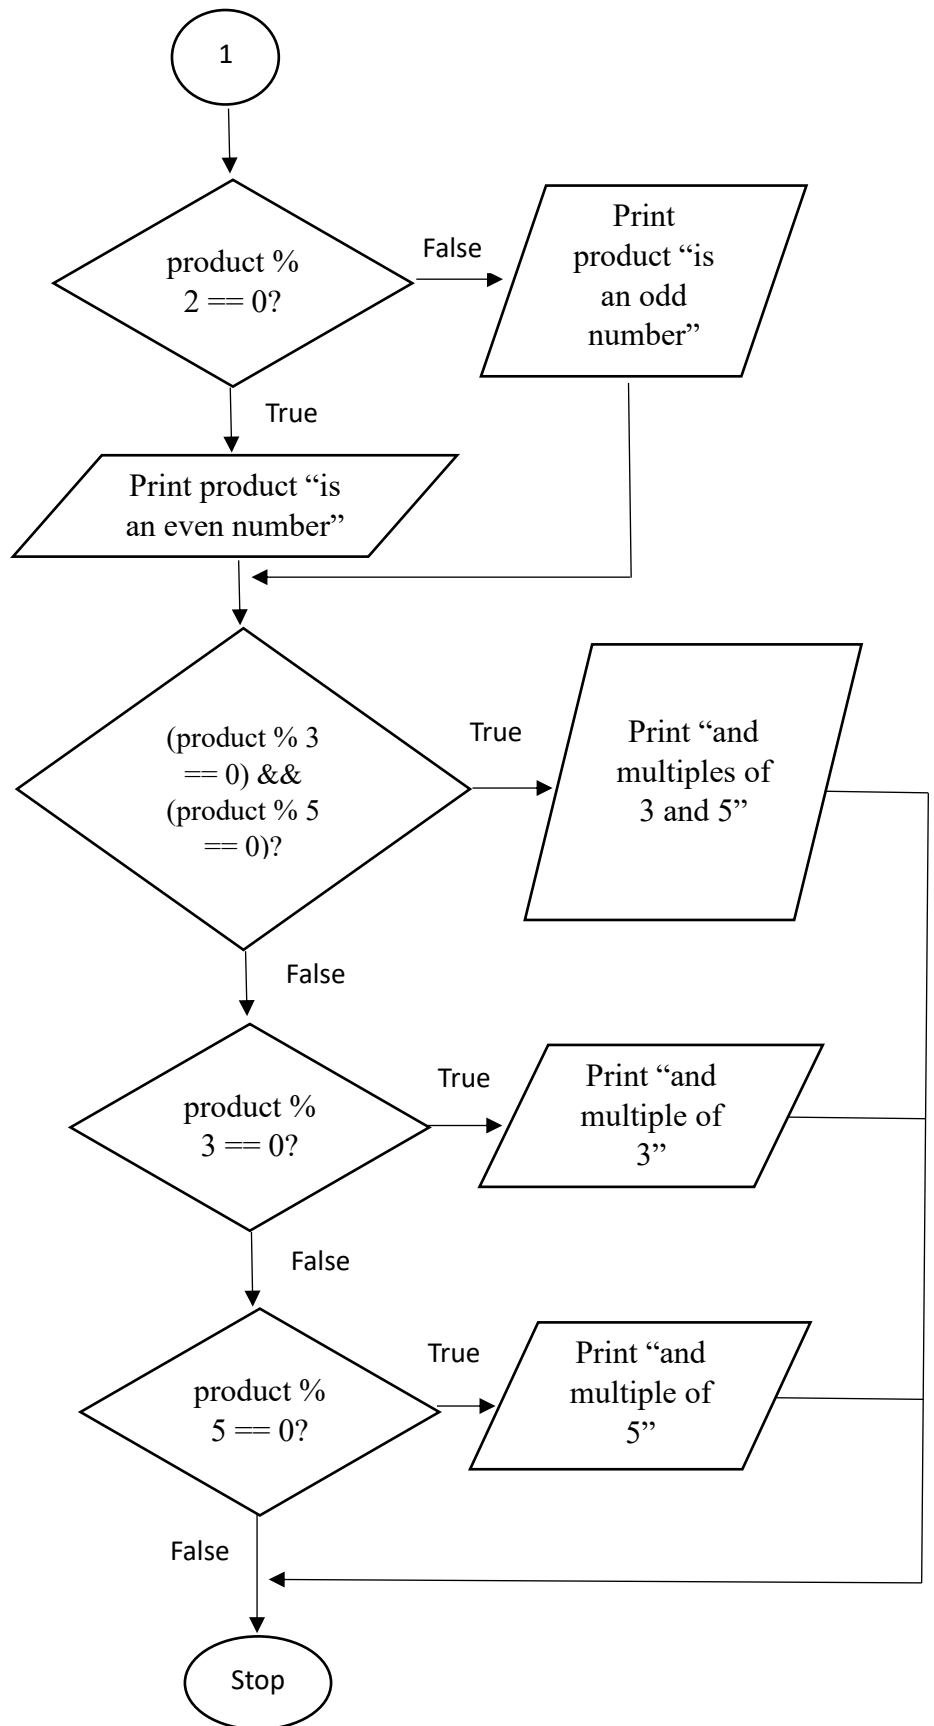 1
product %
2 == 0?
False
Print
product “is
an odd
number”
True
Print product “is
an even number”
(product % 3
== 0) &&
(product % 5
== 0)?
True
Print “and
multiples of
3 and 5”
False
product %
3 == 0?
True
Print “and
multiple of
3”
False
product %
5 == 0?
True
Print “and
multiple of
5”
False
Stop